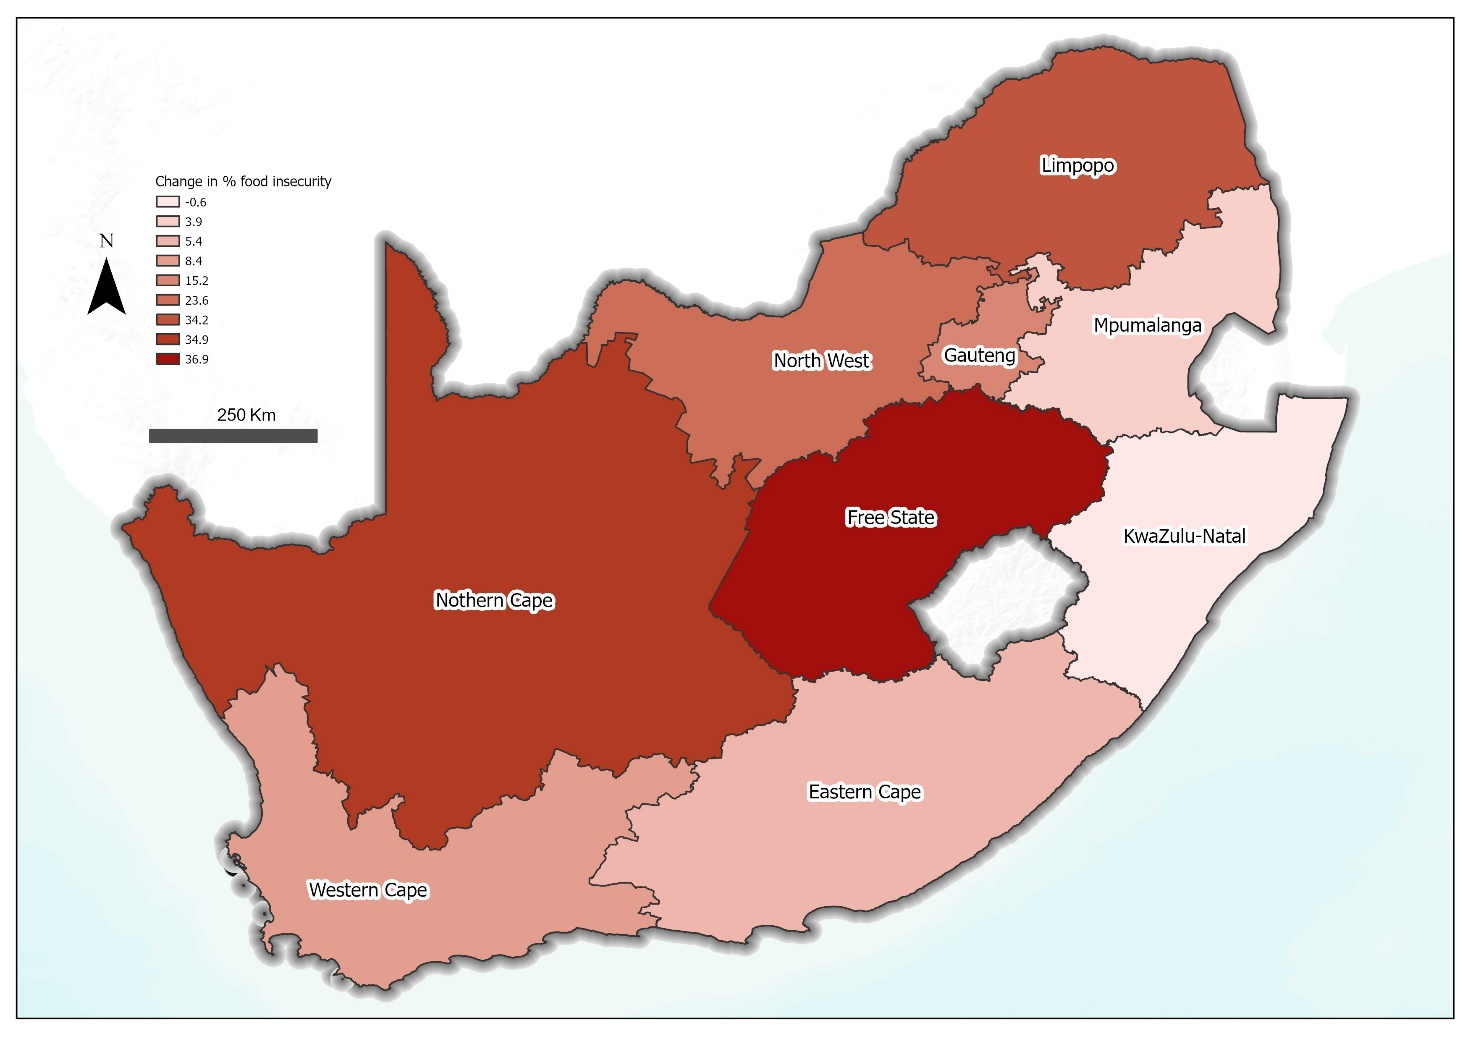 Limpopo
Change in % food insecurity
-0.6
3.9
5.4
8.4
15.2
23.6
34.2
34.9
36.9
N
250 Km
Mpumalanga
Gauteng
North West
Free State
KwaZulu-Natal
Nothern Cape
Eastern Cape
Western Cape